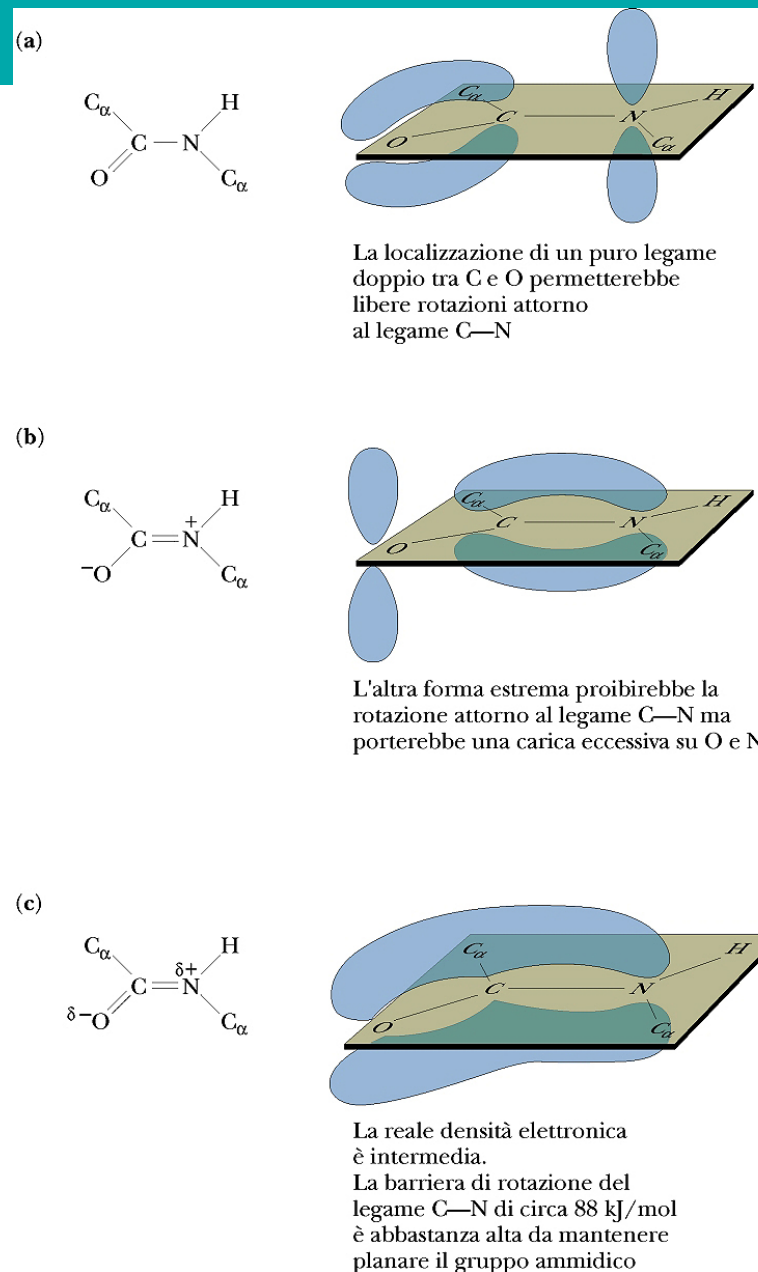 (a)
Cα H
C — N
O Cα
Cα
C N H
O Cα
La localizzazione di un puro legame
doppio tra C e O permetterebbe
libere rotazioni attorno
al legame C—N
(b)
Cα H
+
C = N
−O Cα
Cα
C N H
O Cα
L'altra forma estrema proibirebbe la
rotazione attorno al legame C—N ma
porterebbe una carica eccessiva su O e N
(c)
Cα H
δ+
C = N
δ−O Cα
Cα H
C N
O Cα
La reale densità elettronica
è intermedia.
La barriera di rotazione del
legame C—N di circa 88 kJ/mol
è abbastanza alta da mantenere
planare il gruppo ammidico